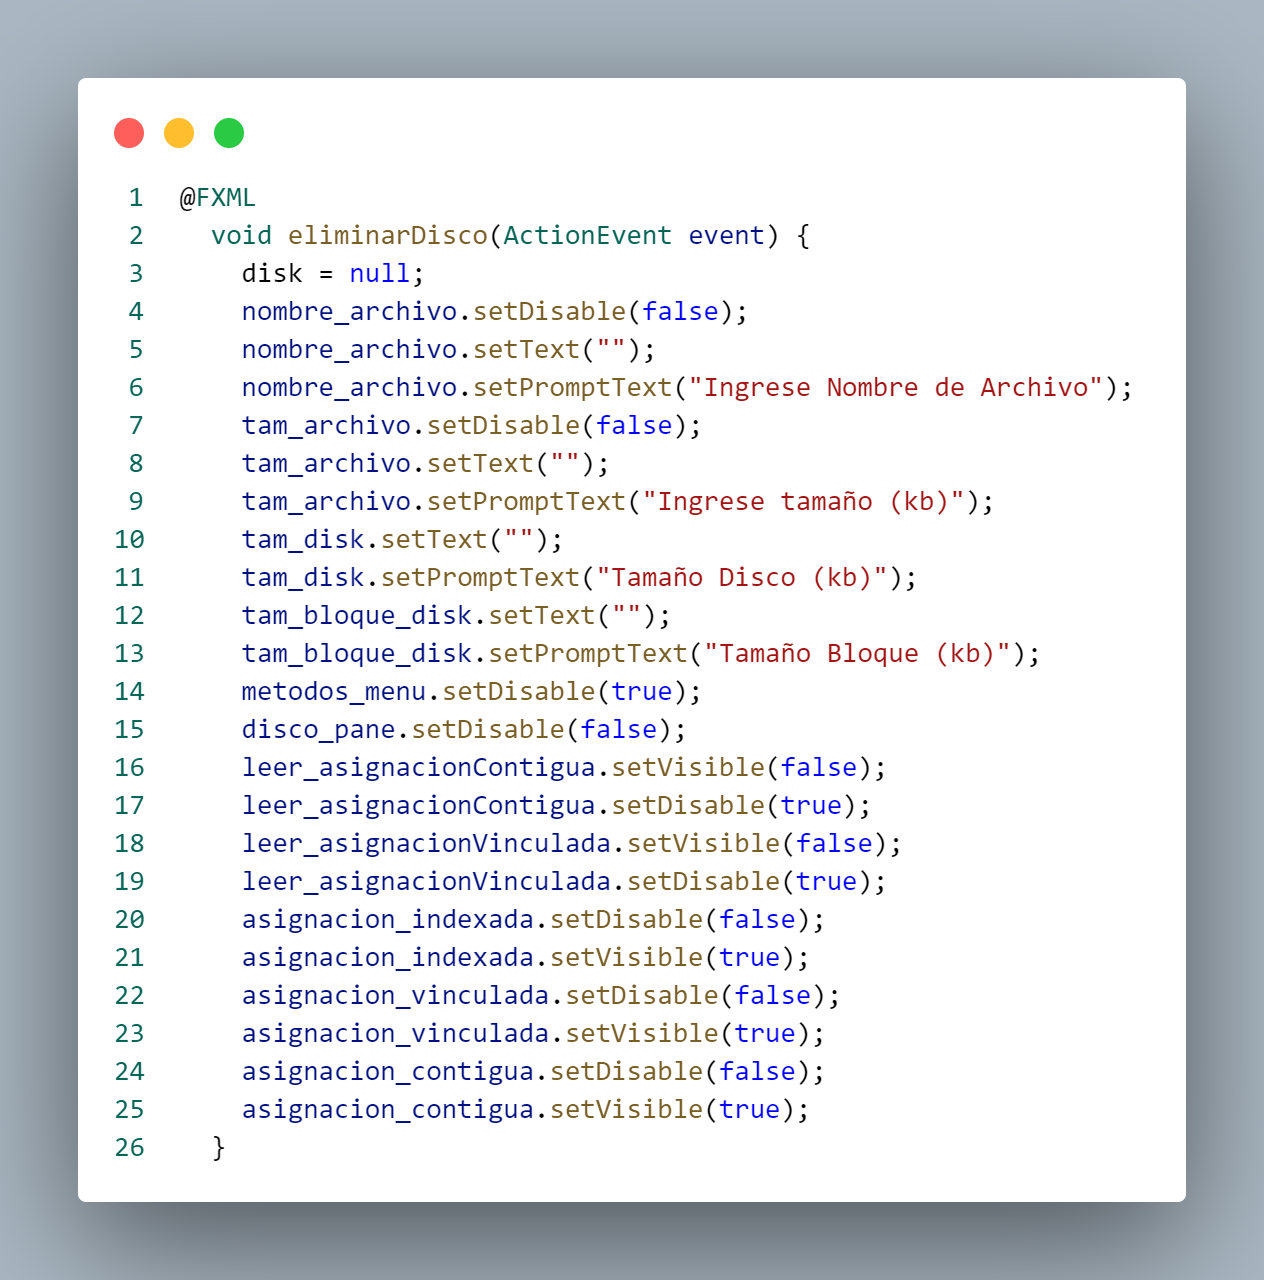 1 @FXML
2 void eliminarDisco(ActionEvent event) {
3 disk = null;
4 nombre_archivo.setDisable(false);
5 nombre_archivo.setText("");
6 nombre_archivo.setPromptText("Ingrese Nombre de Archivo");
7 tam_archivo.setDisable(false);
8 tam_archivo.setText("");
9 tam_archivo.setPromptText("Ingrese tamaño (kb)");
10 tam_disk.setText("");
11 tam_disk.setPromptText("Tamaño Disco (kb)");
12 tam_bloque_disk.setText("");
13 tam_bloque_disk.setPromptText("Tamaño Bloque (kb)");
14 metodos_menu.setDisable(true);
15 disco_pane.setDisable(false);
16 leer_asignacionContigua.setVisible(false);
17 leer_asignacionContigua.setDisable(true);
18 leer_asignacionVinculada.setVisible(false);
19 leer_asignacionVinculada.setDisable(true);
20 asignacion_indexada.setDisable(false);
21 asignacion_indexada.setVisible(true);
22 asignacion_vinculada.setDisable(false);
23 asignacion_vinculada.setVisible(true);
24 asignacion_contigua.setDisable(false);
25 asignacion_contigua.setVisible(true);
26 }